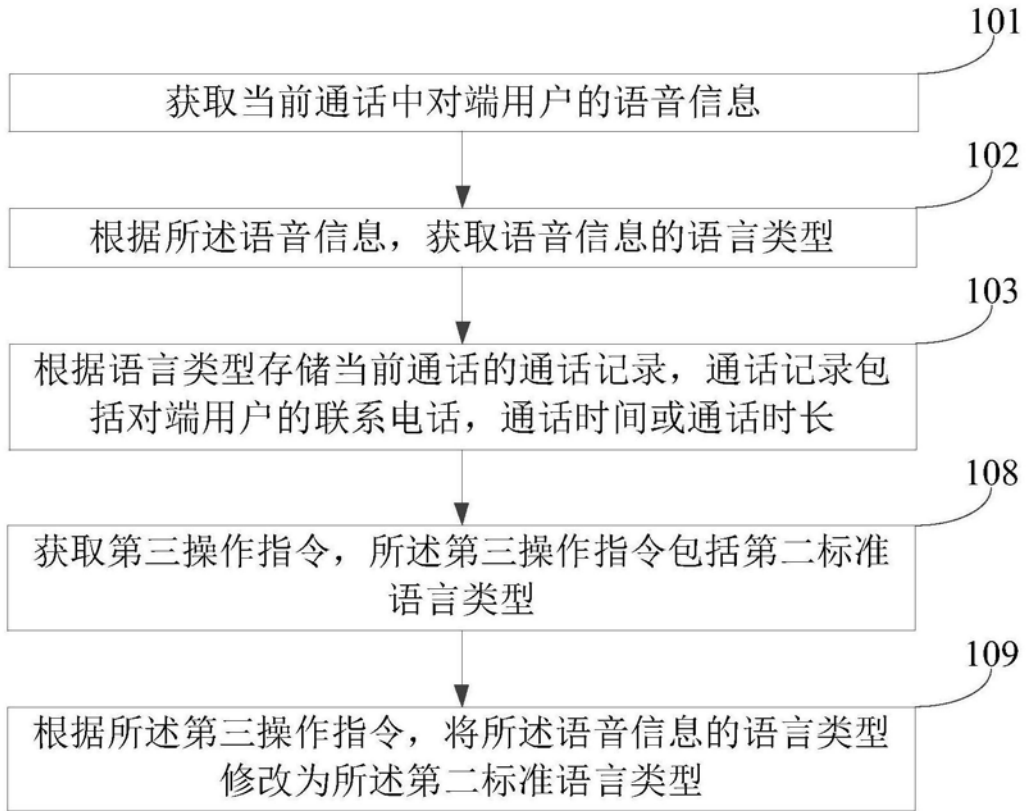 101
获取当前通话中对端用户的语音信息
102
根据所述语音信息，获取语音信息的语言类型
103
根据语言类型存储当前通话的通话记录，通话记录包
括对端用户的联系电话，通话时间或通话时长
108
获取第三操作指令，所述第三操作指令包括第二标准
语言类型
109
根据所述第三操作指令，将所述语音信息的语言类型
修改为所述第二标准语言类型